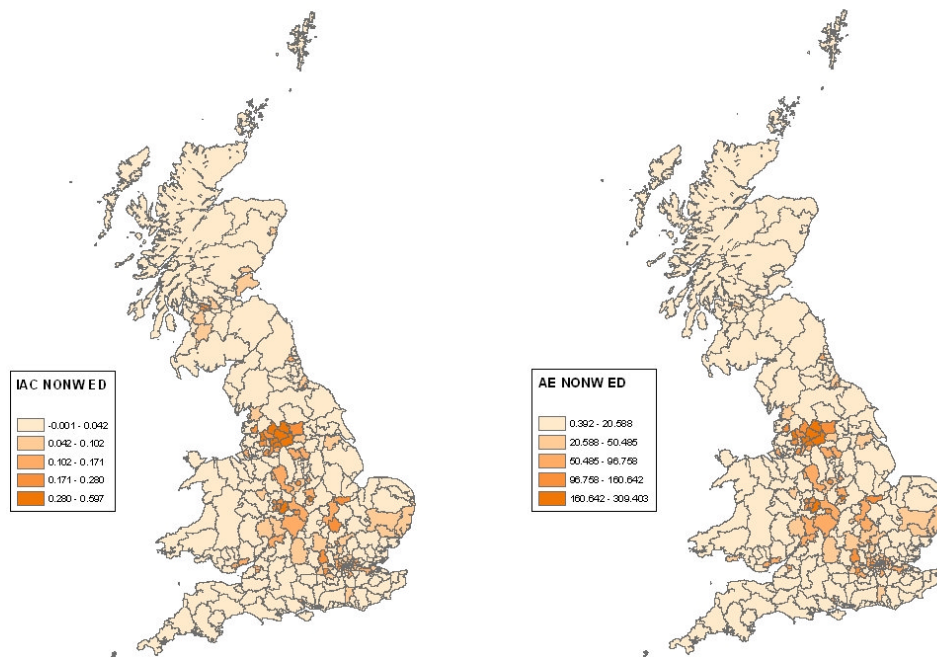 IAC NONWED
-0.001 - 0.042
0.042 - 0.102
0.102 - 0.171
0.171 - 0.280
0.280 - 0.597
AE NONWED
0.392 - 20.588
20.588 - 50.485
50.485 - 96.758
96.758 - 160.642
160.642 - 309.403